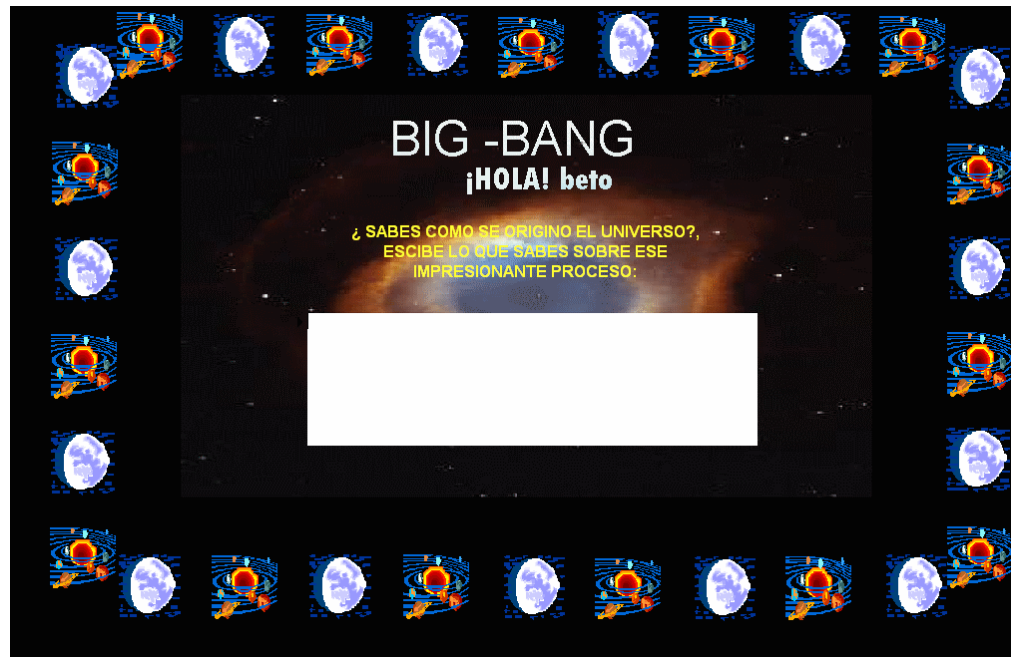 BIG -BANG
¡HOLA! beto
¿ SABES COMO SE ORIGINO EL UNIVERSO?,
ESCIBE LO QUE SABES SOBRE ESE
IMPRESIONANTE PROCESO: